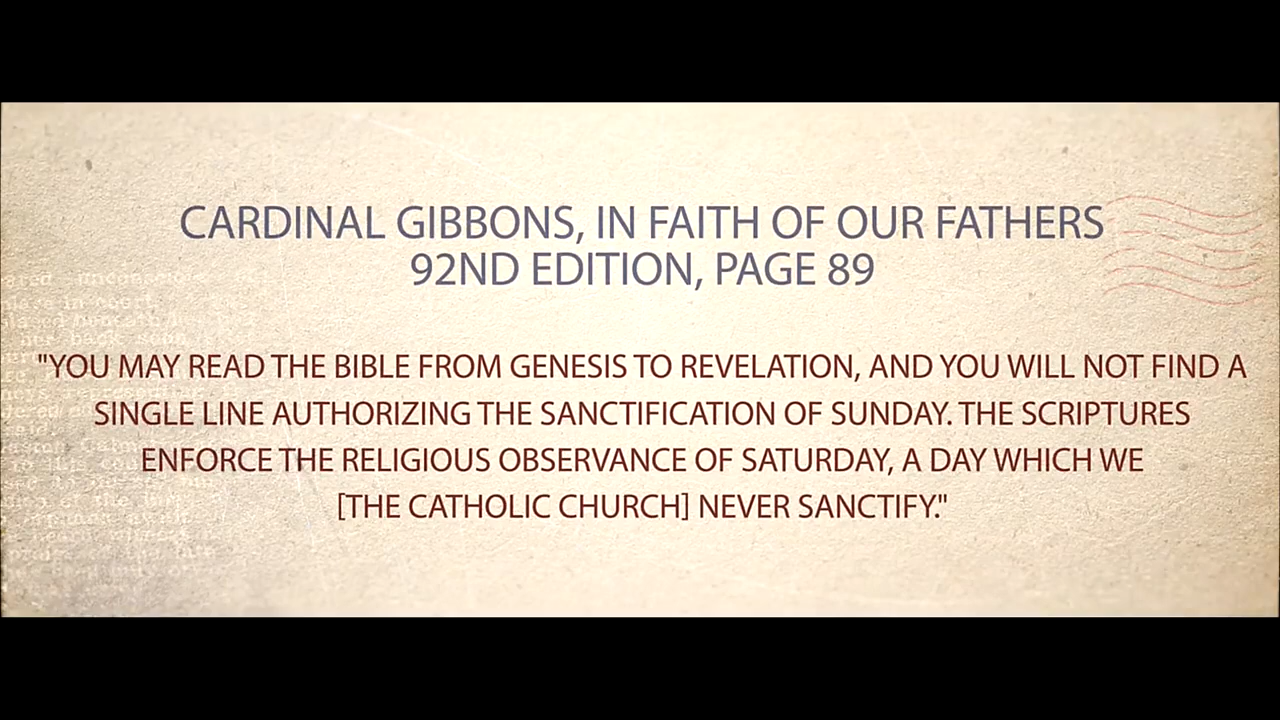 CARDINAL GIBBONS, IN FAITH OF OUR FATHERS
92ND EDITION, PAGE 89
"YOU MAY READ THE BIBLE FROM GENESIS TO REVELATION, AND YOU WILL NOT FIND A
SINGLE LINE AUTHORIZING THE SANCTIFICATION OF SUNDAY. THE SCRIPTURES
ENFORCE THE RELIGIOUS OBSERVANCE OF SATURDAY, A DAY WHICH WE
[THE CATHOLIC CHURCH] NEVER SANCTIFY."